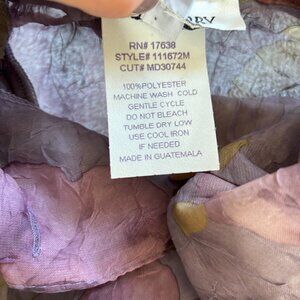 RN# 17638
STYLE# 111672M
CUT# MD30744
100%POLYESTER
MACHINE WASH COLD
GENTLE CYCLE
DO NOT BLEACH
TUMBLE DRY LOW
USE COOL IRON
IF NEEDED
MADE IN GUATEMALA